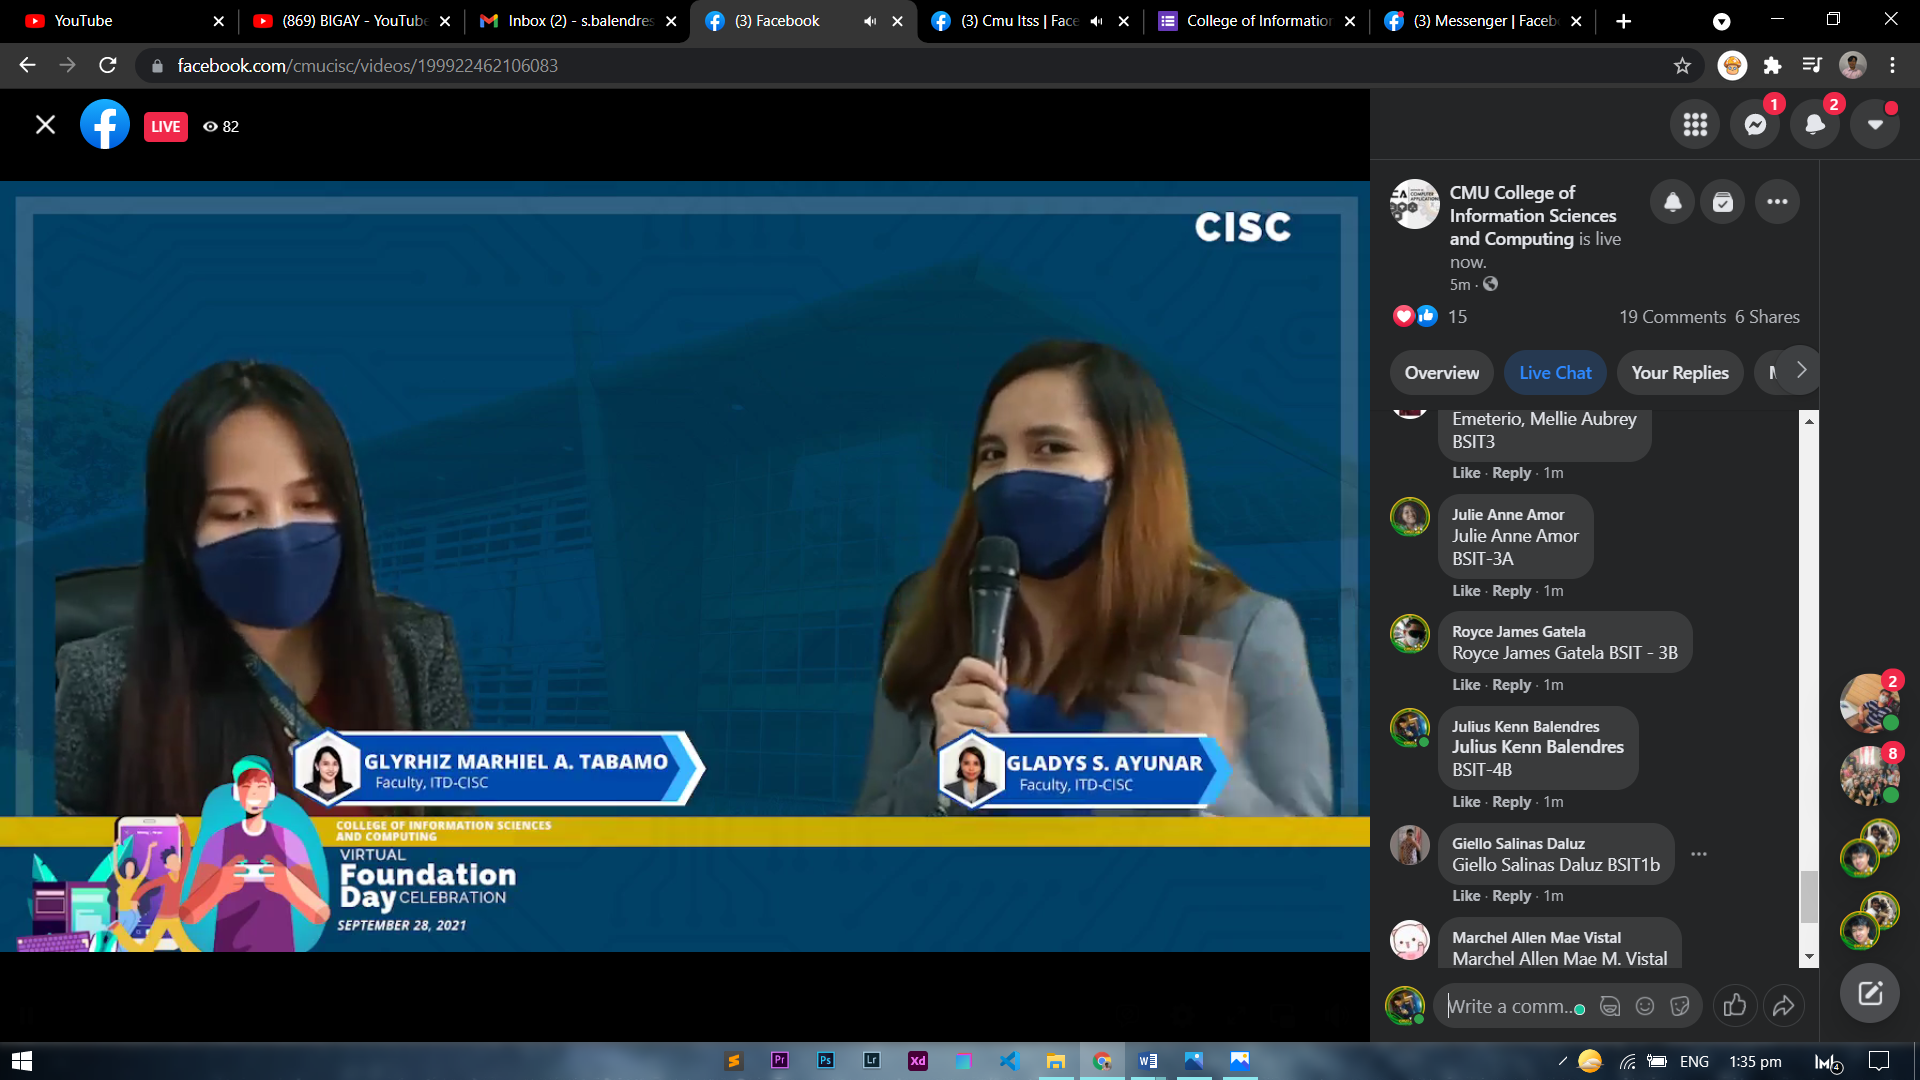 YouTube
(869) BIGAY - YouTube
Inbox (2) - s.balendres
(3) Facebook
(3) Cmu Itss | Face
College of Information
(3) Messenger | Faceb
facebook.com/cmucisc/videos/199922462106083
LIVE
82
1
2
CISC
CMU College of
Information Sciences
and Computing is live
now.
5m ·
15
19 Comments 6 Shares
Overview
Live Chat
Your Replies
Emeterio, Mellie Aubrey
BSIT3
Like · Reply · 1m
Julie Anne Amor
Julie Anne Amor
BSIT-3A
Like · Reply · 1m
Royce James Gatela
Royce James Gatela BSIT - 3B
Like · Reply · 1m
Julius Kenn Balendres
Julius Kenn Balendres
BSIT-4B
Like · Reply · 1m
Giello Salinas Daluz
Giello Salinas Daluz BSIT1b
Like · Reply · 1m
Marchel Allen Mae Vistal
Marchel Allen Mae M. Vistal
Write a comm...
2
8
GLYRHIZ MARHIEL A. TABAMO
Faculty, ITD-CISC
GLADYS S. AYUNAR
Faculty, ITD-CISC
COLLEGE OF INFORMATION SCIENCES
AND COMPUTING
VIRTUAL
Foundation
Day CELEBRATION
SEPTEMBER 28, 2021
Pr
Ps
Lr
Xd
ENG
1:35 pm
4